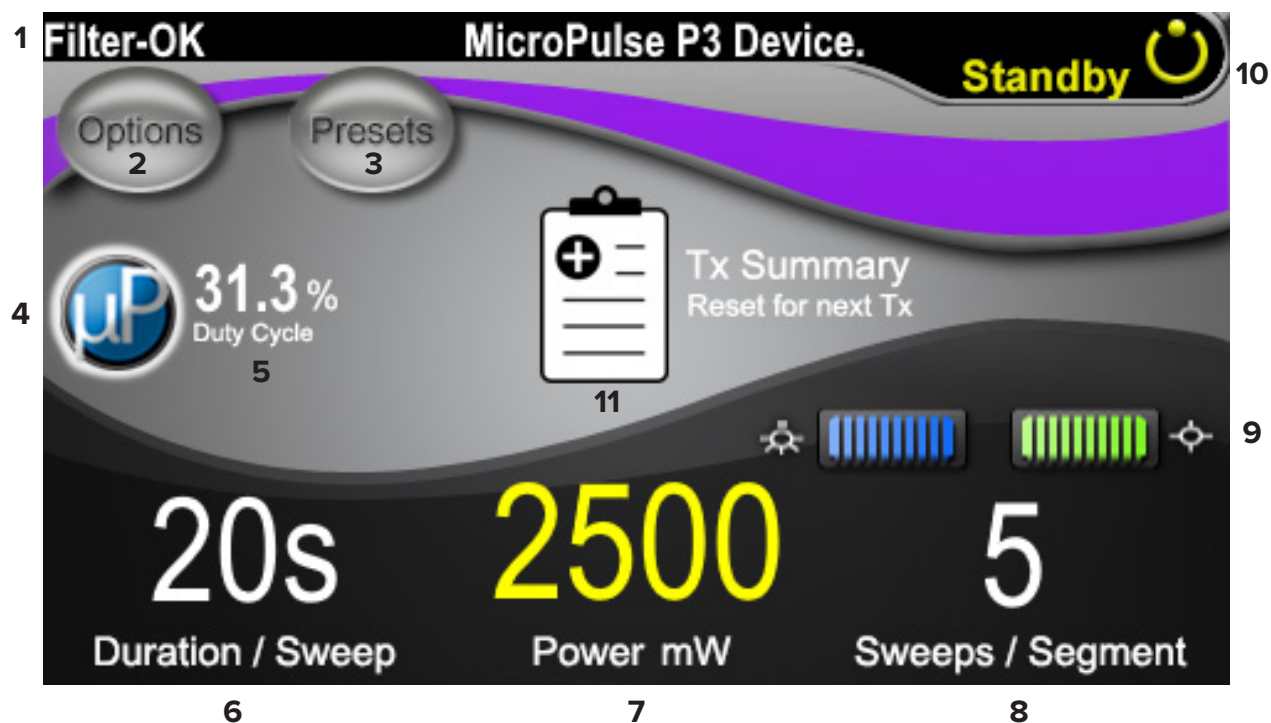 1
Filter-OK
MicroPulse P3 Device.
Standby
10
Options
2
Presets
3
4
µP
31.3 %
Duty Cycle
5
Tx Summary
Reset for next Tx
11
9
20s
2500
5
Duration / Sweep
Power mW
Sweeps / Segment
6
7
8